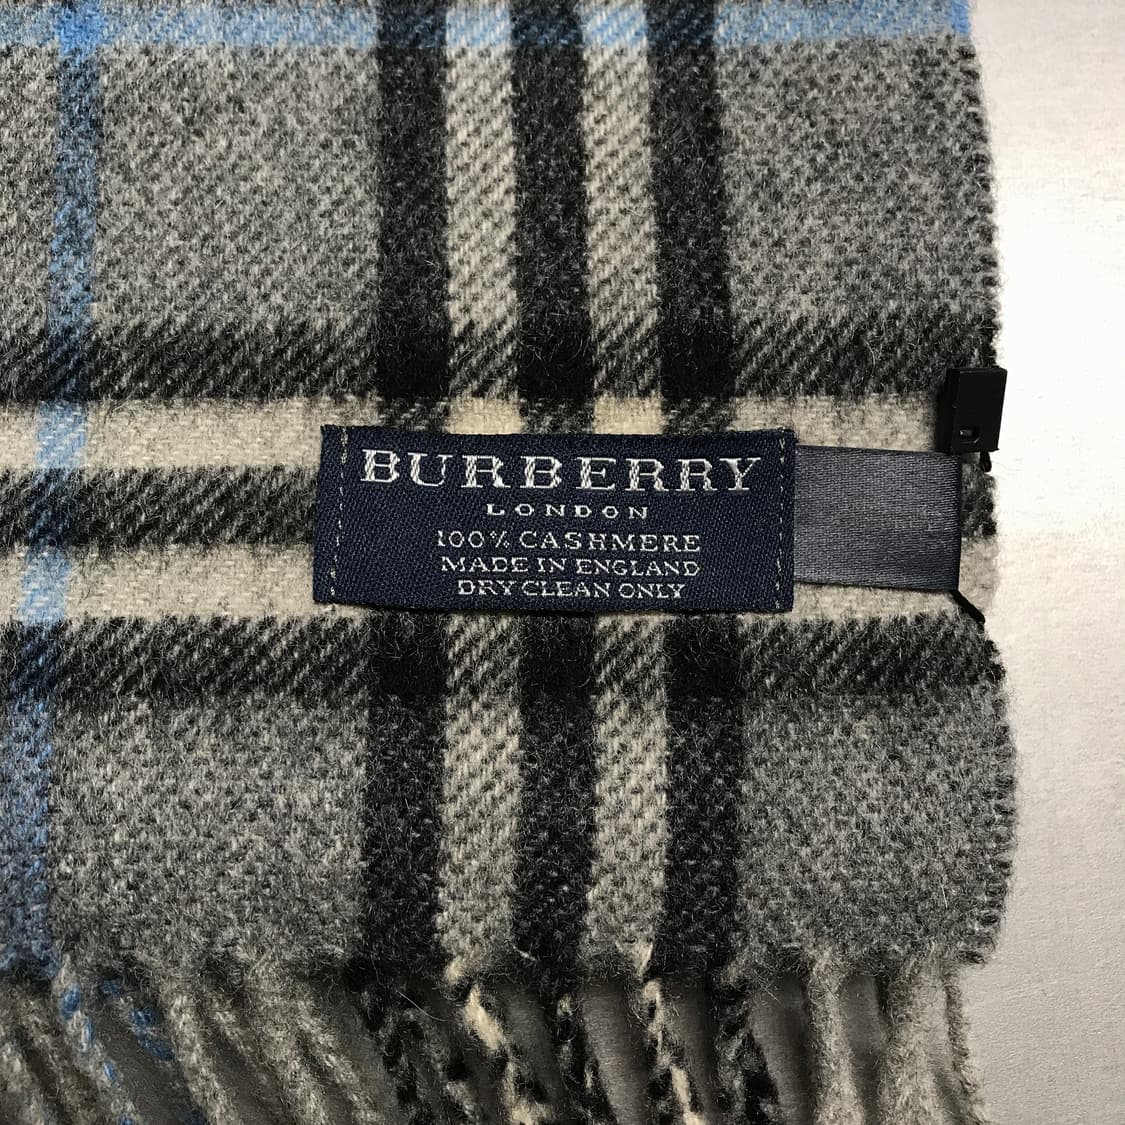 BURBERRY
LONDON
100% CASHMERE
MADE IN ENGLAND
DRY CLEAN ONLY